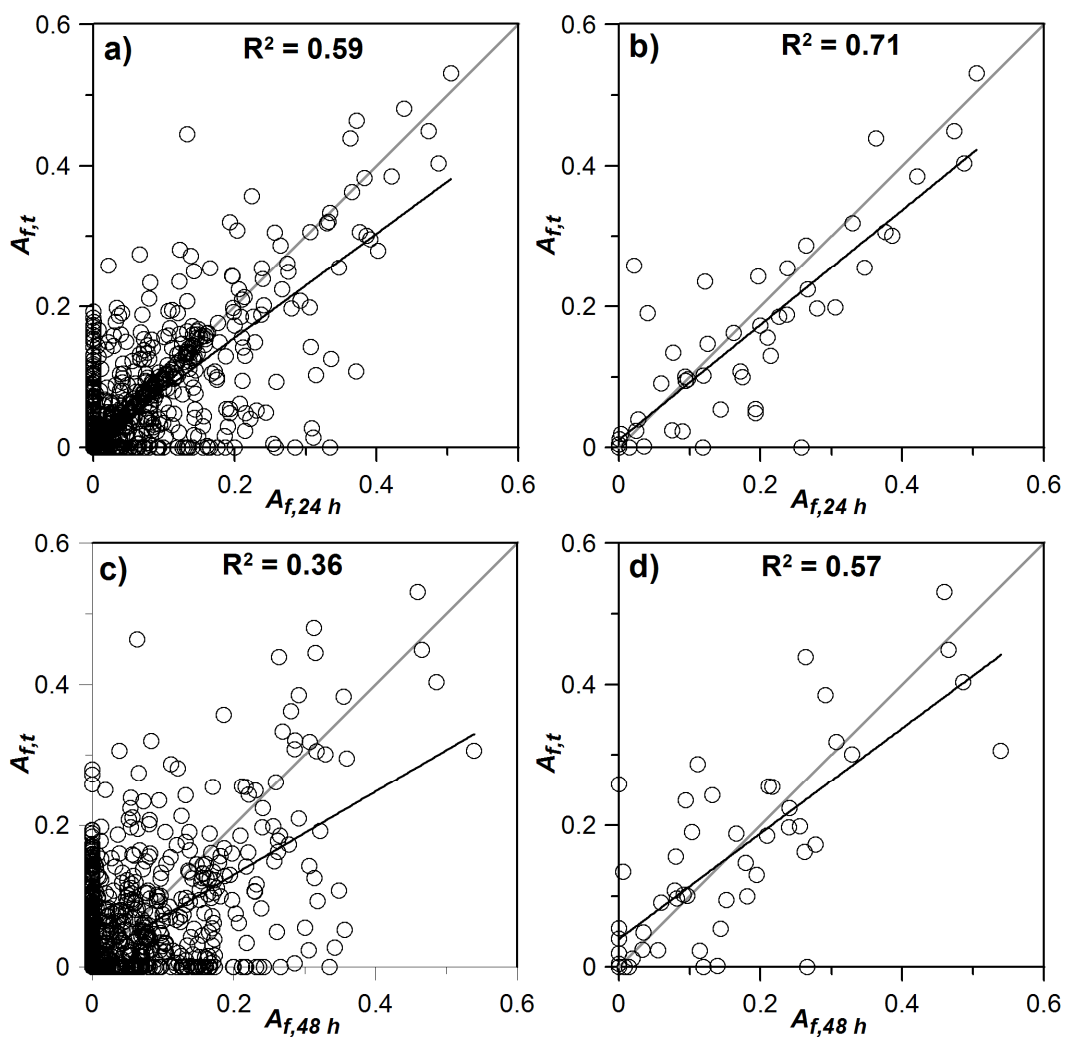 a) R² = 0.59
0.6
0.4
0.2
0
A_f,t
0 0.2 0.4 0.6
A_f,24 h
b) R² = 0.71
0.6
0.4
0.2
0
A_f,t
0 0.2 0.4 0.6
A_f,24 h
c) R² = 0.36
0.6
0.4
0.2
0
A_f,t
0 0.2 0.4 0.6
A_f,48 h
d) R² = 0.57
0.6
0.4
0.2
0
A_f,t
0 0.2 0.4 0.6
A_f,48 h